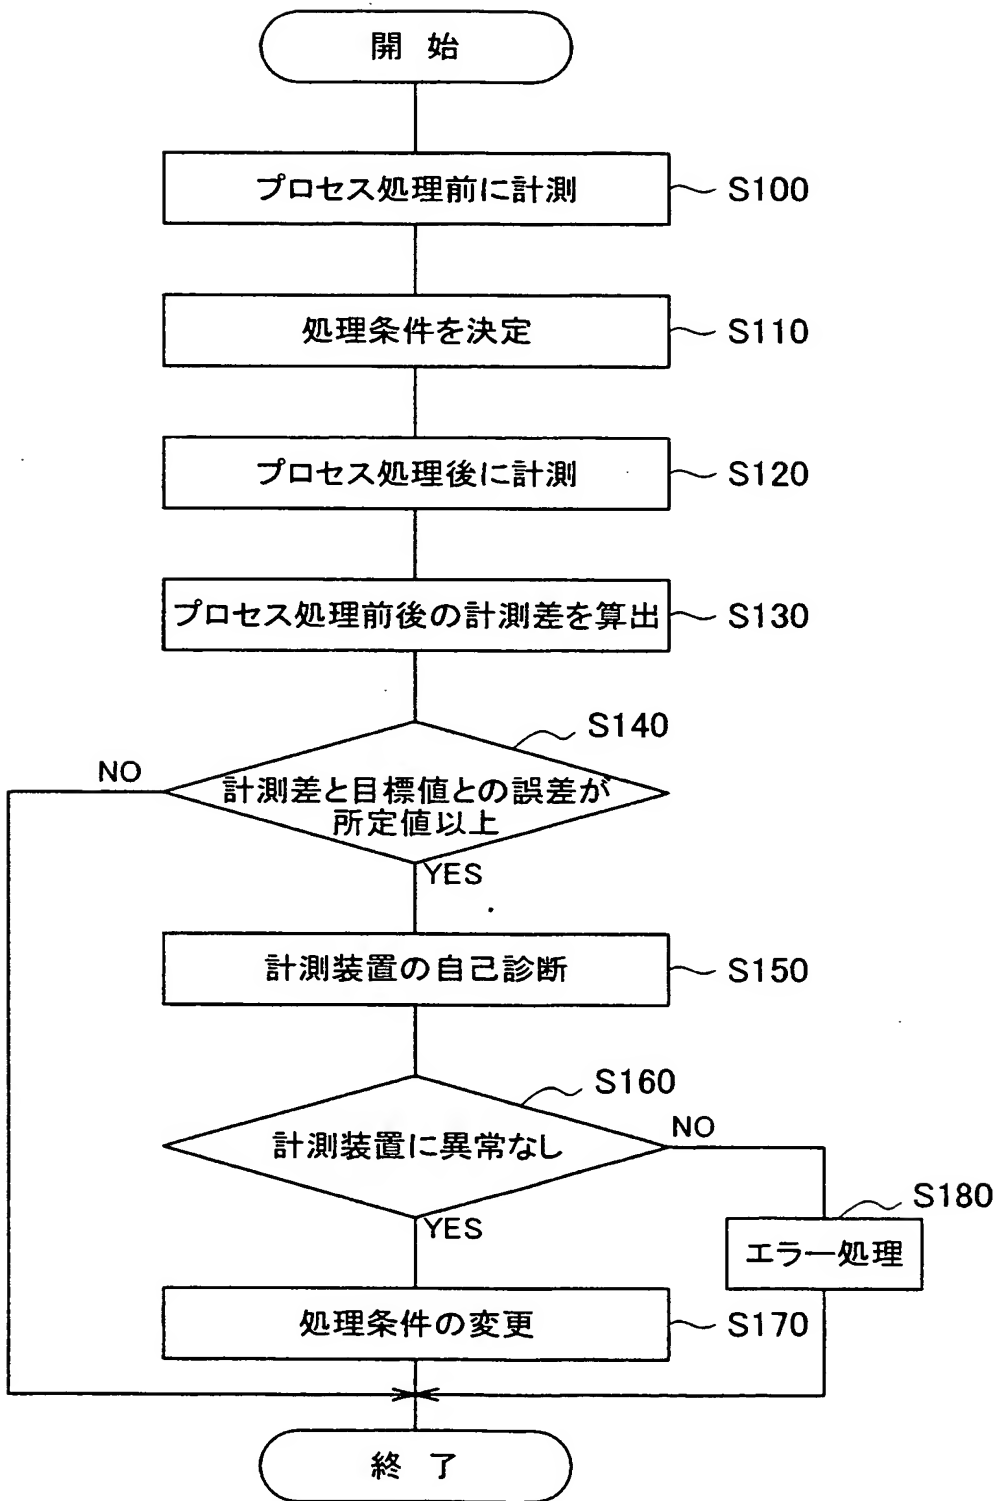 開 始
プロセス処理前に計測
S100
処理条件を決定
S110
プロセス処理後に計測
S120
プロセス処理前後の計測差を算出
S130
S140
NO
計測差と目標値との誤差が
所定値以上
YES
計測装置の自己診断
S150
S160
計測装置に異常なし
NO
YES
S180
エラー処理
処理条件の変更
S170
終 了